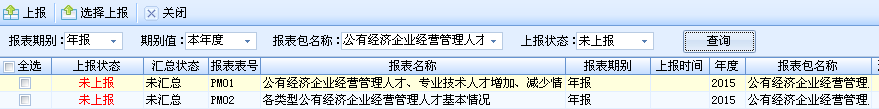 上报 选择上报 关闭
报表期别：年报 期别值：本年度 报表包名称：公有经济企业经营管理人才 上报状态：未上报 查询
全选 上报状态 汇总状态 报表表号 报表名称 报表期别 上报时间 年度 报表包名称
未上报 未汇总 PM01 公有经济企业经营管理人才、专业技术人才增加、减少情 年报 2015 公有经济企业经营管理
未上报 未汇总 PM02 各类型公有经济企业经营管理人才基本情况 年报 2015 公有经济企业经营管理